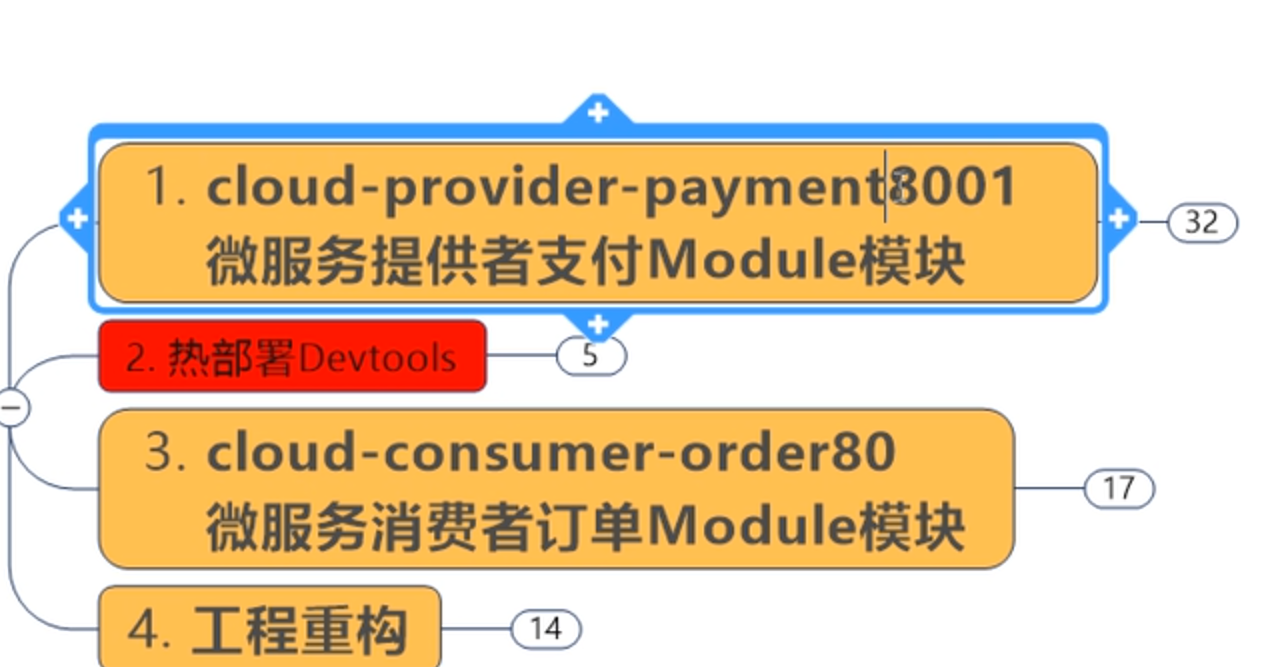 1. cloud-provider-payment8001
微服务提供者支付Module模块
32
2. 热部署Devtools
5
3. cloud-consumer-order80
微服务消费者订单Module模块
17
4. 工程重构
14